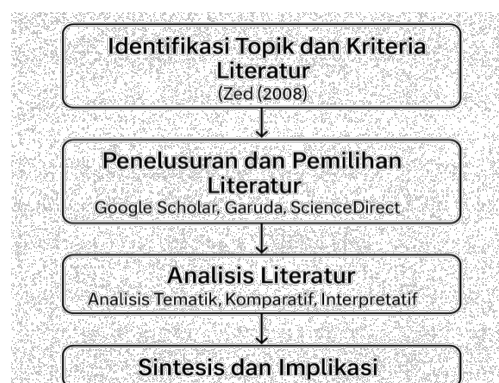 Identifikasi Topik dan Kriteria
Literatur
(Zed (2008)
Penelusuran dan Pemilihan
Literatur
Google Scholar, Garuda, ScienceDirect
Analisis Literatur
Analisis Tematik, Komparatif, Interpretatif
Sintesis dan Implikasi